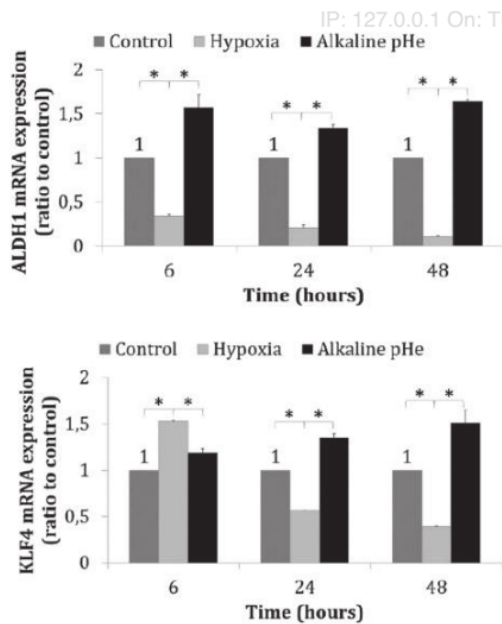 IP: 127.0.0.1 On: T
Control Hypoxia Alkaline pHe
ALDH1 mRNA expression
(ratio to control)
2
1,5
1
0,5
0
* * * * * *
1 1 1
6 24 48
Time (hours)
Control Hypoxia Alkaline pHe
KLF4 mRNA expression
(ratio to control)
2
1,5
1
0,5
0
* * * * * *
1 1 1
6 24 48
Time (hours)